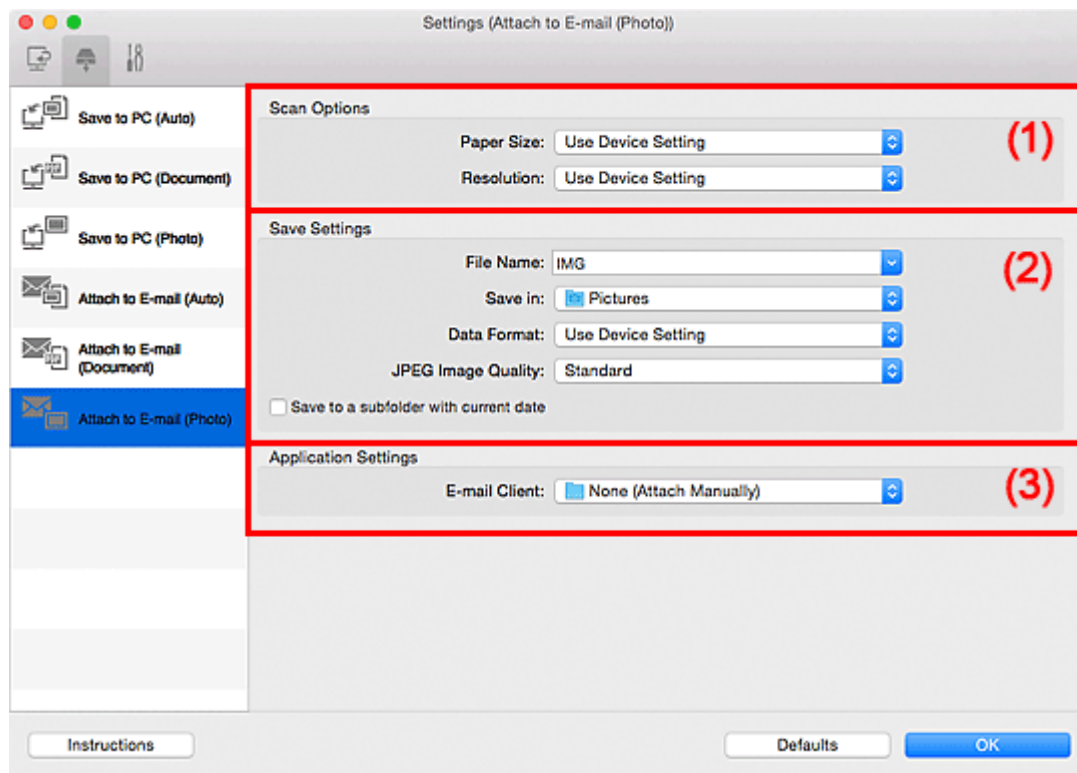 Settings (Attach to E-mail (Photo))
Save to PC (Auto)
Save to PC (Document)
Save to PC (Photo)
Attach to E-mail (Auto)
Attach to E-mail
(Document)
Attach to E-mail (Photo)
Scan Options
(1)
Paper Size: Use Device Setting
Resolution: Use Device Setting
Save Settings
(2)
File Name: IMG
Save in: Pictures
Data Format: Use Device Setting
JPEG Image Quality: Standard
Save to a subfolder with current date
Application Settings
(3)
E-mail Client: None (Attach Manually)
Instructions
Defaults
OK